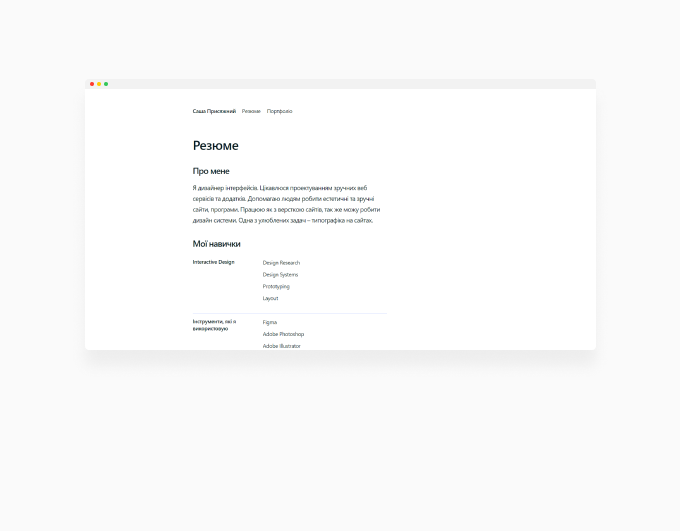 Саша Присяжний Резюме Портфоліо
Резюме
Про мене
Я дизайнер інтерфейсів. Цікавлюся проектуванням зручних веб
сервісів та додатків. Допомагаю людям робити естетичні та зручні
сайти, програми. Працюю як з версткою сайтів, так же можу робити
дизайн системи. Одна з улюблених задач – типографіка на сайтах.
Мої навички
Interactive Design
Design Research
Design Systems
Prototyping
Layout
Інструменти, які я
використовую
Figma
Adobe Photoshop
Adobe Illustrator